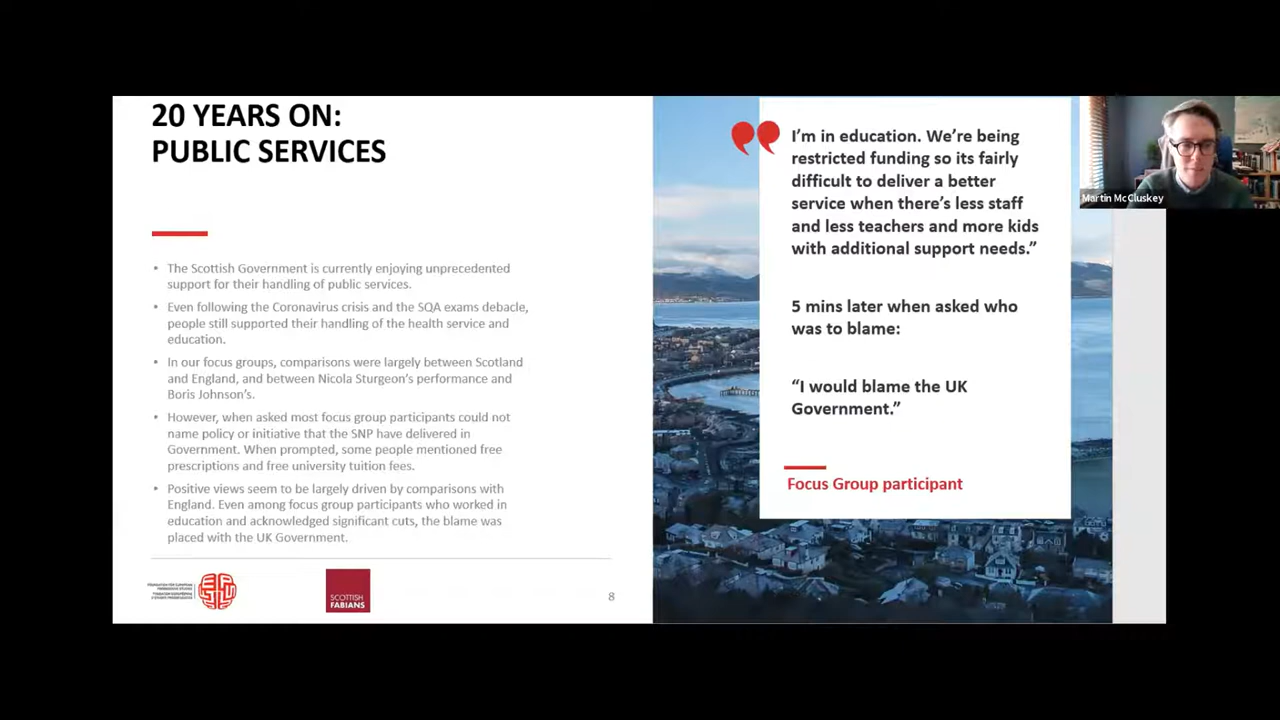 20 YEARS ON:
PUBLIC SERVICES
• The Scottish Government is currently enjoying unprecedented
support for their handling of public services.
• Even following the Coronavirus crisis and the SQA exams debacle,
people still supported their handling of the health service and
education.
• In our focus groups, comparisons were largely between Scotland
and England, and between Nicola Sturgeon’s performance and
Boris Johnson’s.
• However, when asked most focus group participants could not
name policy or initiative that the SNP have delivered in
Government. When prompted, some people mentioned free
prescriptions and free university tuition fees.
• Positive views seem to be largely driven by comparisons with
England. Even among focus group participants who worked in
education and acknowledged significant cuts, the blame was
placed with the UK Government.
FOUNDATION FOR EUROPEAN
PROGRESSIVE STUDIES
FONDATION EUROPÉENNE
D'ÉTUDES PROGRESSISTES
SCOTTISH
FABIANS
8
I’m in education. We’re being
restricted funding so its fairly
difficult to deliver a better
service when there’s less staff
and less teachers and more kids
with additional support needs.”
5 mins later when asked who
was to blame:
“I would blame the UK
Government.”
Focus Group participant
Martin McCluskey